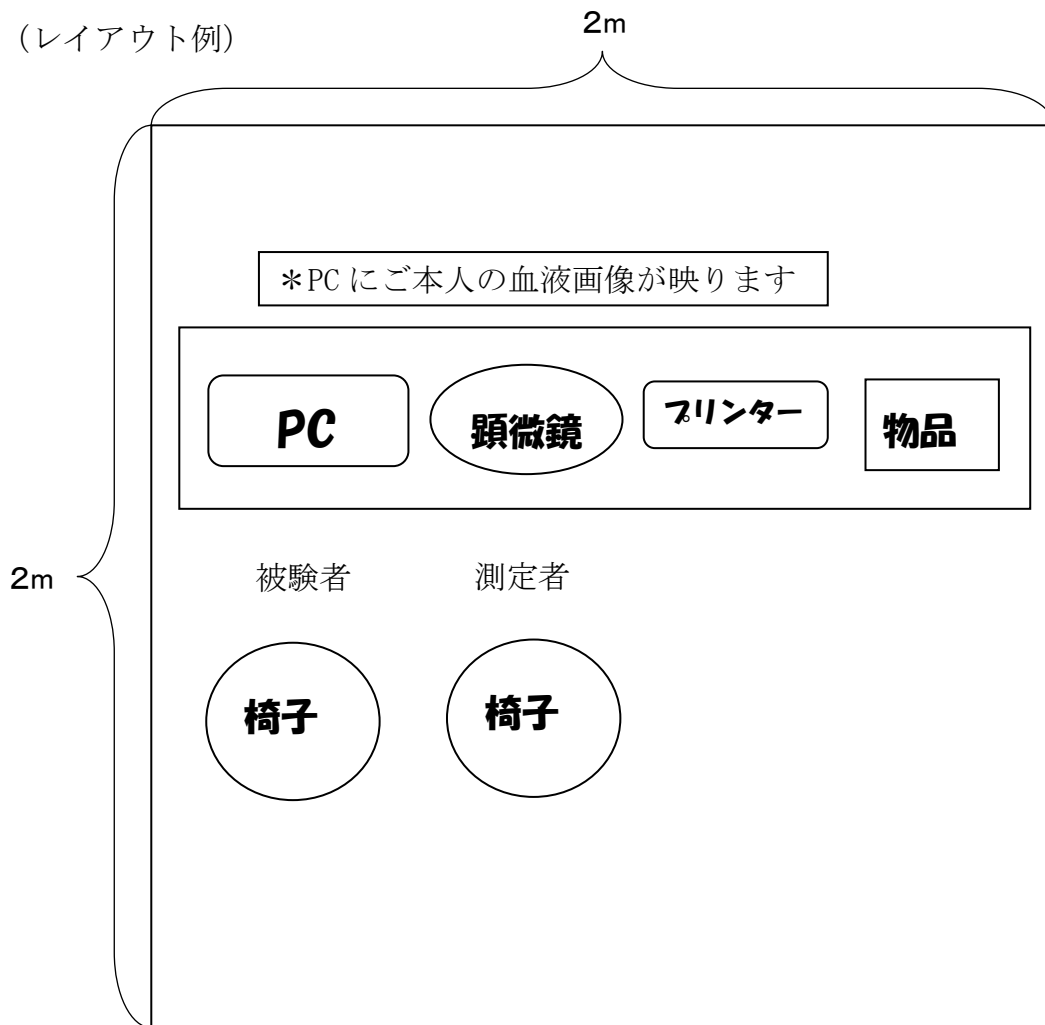 （レイアウト例）
2m
＊PCにご本人の血液画像が映ります
PC
顕微鏡
プリンター
物品
2m
被験者
測定者
椅子
椅子